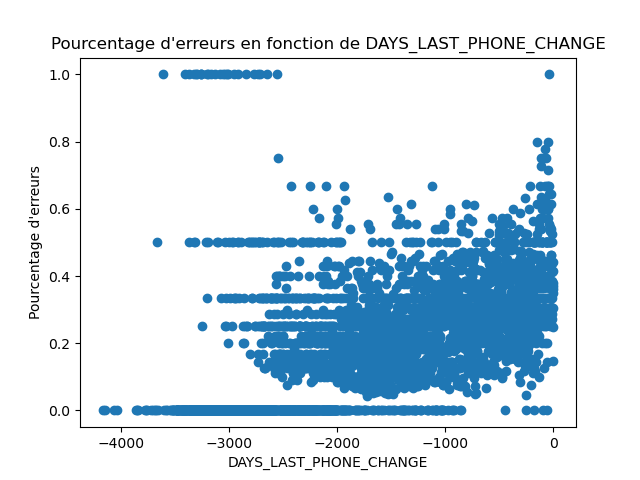 Pourcentage d'erreurs en fonction de DAYS_LAST_PHONE_CHANGE
1.0
0.8
0.6
0.4
0.2
0.0
Pourcentage d'erreurs
−4000 −3000 −2000 −1000 0
DAYS_LAST_PHONE_CHANGE